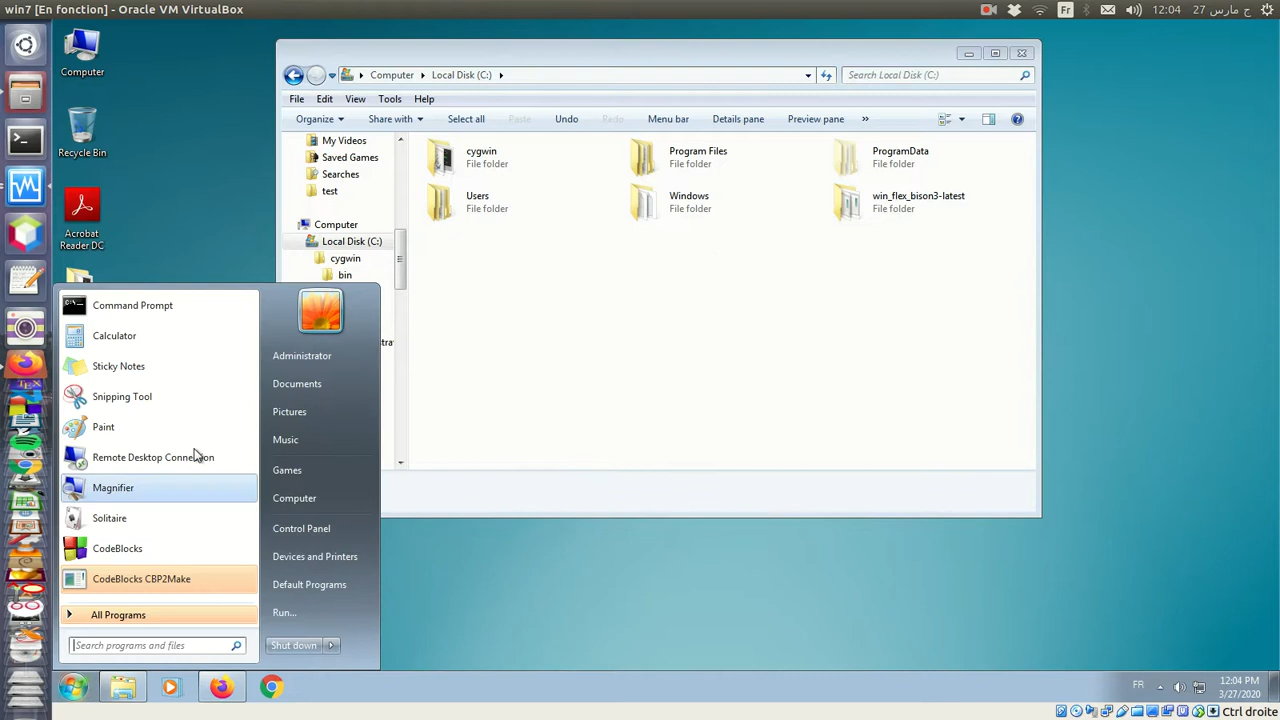 win7 [En fonction] - Oracle VM VirtualBox
Fr
12:04
27 مارس ج
Computer
Recycle Bin
Acrobat
Reader DC
Computer
Local Disk (C:)
Search Local Disk (C:)
File Edit View Tools Help
Organize Share with Select all Paste Undo Redo Menu bar Details pane Preview pane »
My Videos
Saved Games
Searches
test
Computer
Local Disk (C:)
cygwin
bin
cygwin
File folder
Program Files
File folder
ProgramData
File folder
Users
File folder
Windows
File folder
win_flex_bison3-latest
File folder
Command Prompt
Calculator
Sticky Notes
Snipping Tool
Paint
Remote Desktop Connection
Magnifier
Solitaire
CodeBlocks
CodeBlocks CBP2Make
All Programs
Search programs and files
Administrator
Documents
Pictures
Music
Games
Computer
Control Panel
Devices and Printers
Default Programs
Run...
Shut down
FR
12:04 PM
3/27/2020
Ctrl droite